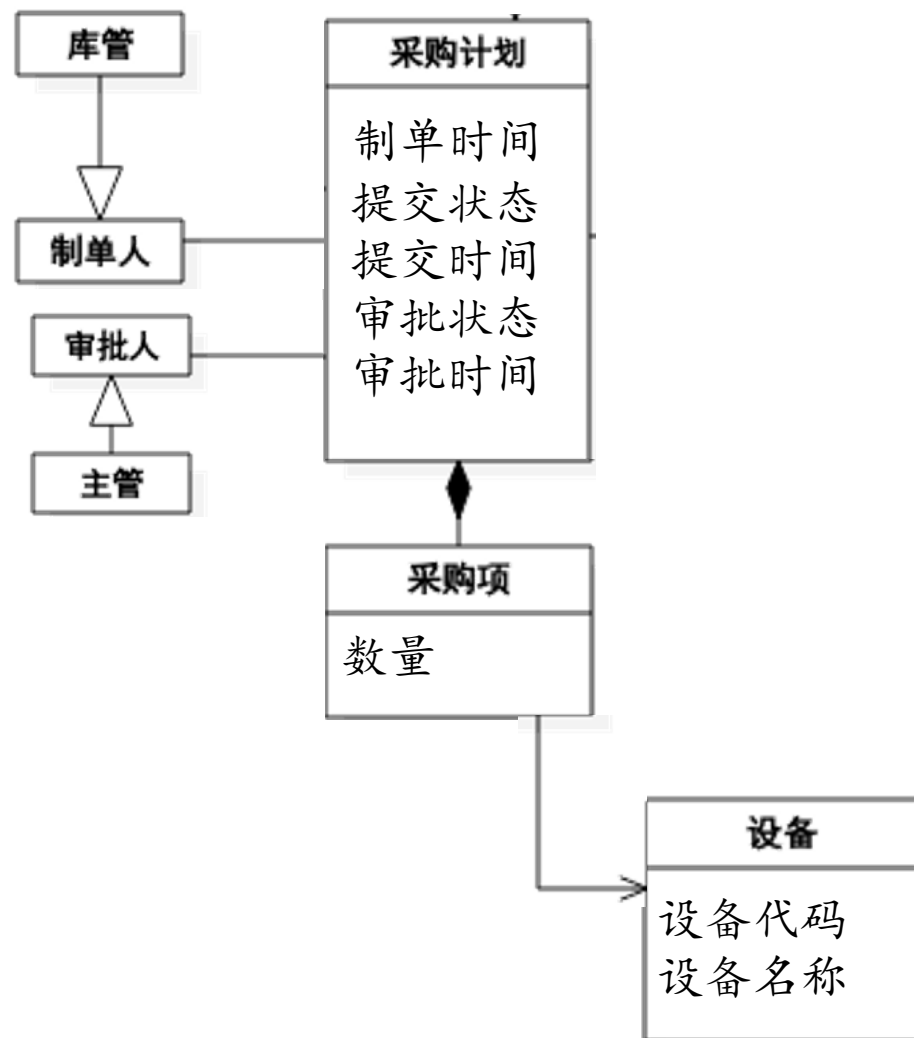 库管
采购计划
制单时间
提交状态
提交时间
审批状态
审批时间
制单人
审批人
主管
采购项
数量
设备
设备代码
设备名称